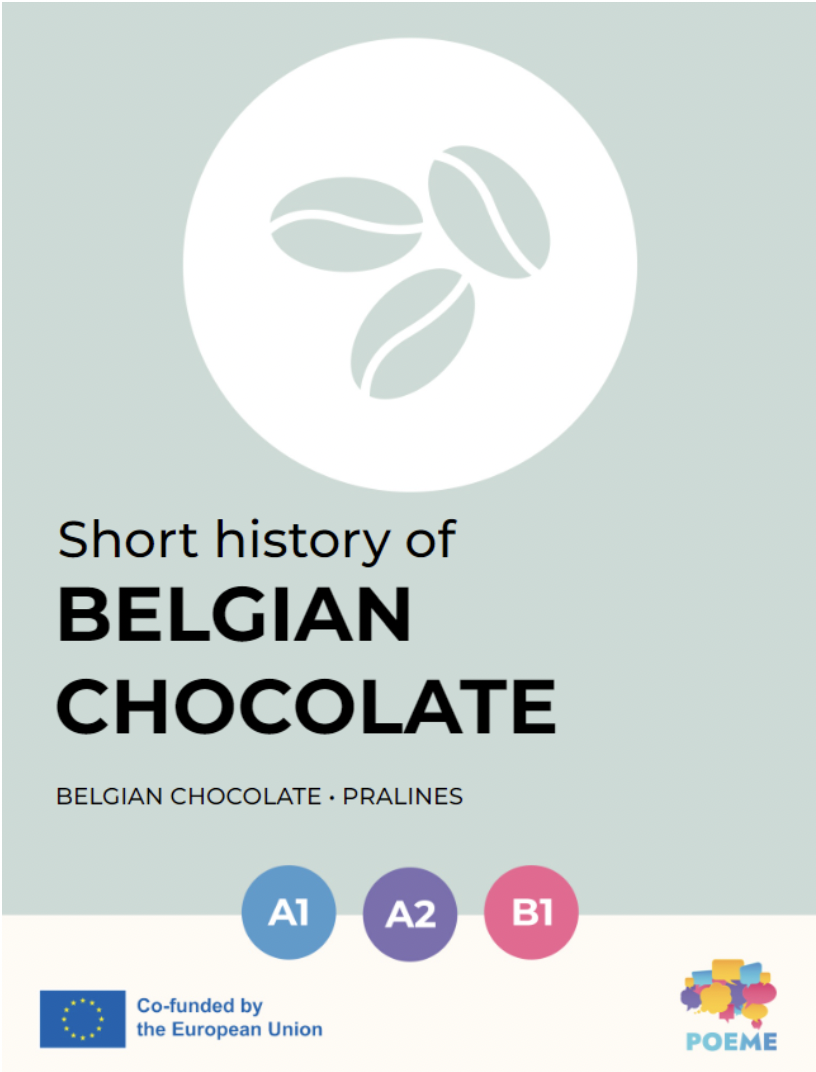 Short history of
BELGIAN
CHOCOLATE
BELGIAN CHOCOLATE • PRALINES
A1 A2 B1
Co-funded by
the European Union
POEME